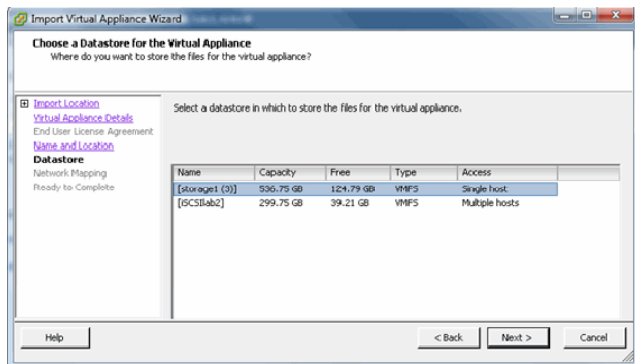 Import Virtual Appliance Wizard
Choose a Datastore for the Virtual Appliance
Where do you want to store the files for the virtual appliance?
Import Location
Virtual Appliance Details
End User License Agreement
Name and Location
Datastore
Network Mapping
Ready to Complete
Select a datastore in which to store the files for the virtual appliance.
Name Capacity Free Type Access
[storage1 (3)] 536.75 GB 124.79 GB VMFS Single host
[iSCSIlab2] 299.75 GB 39.21 GB VMFS Multiple hosts
Help < Back Next > Cancel